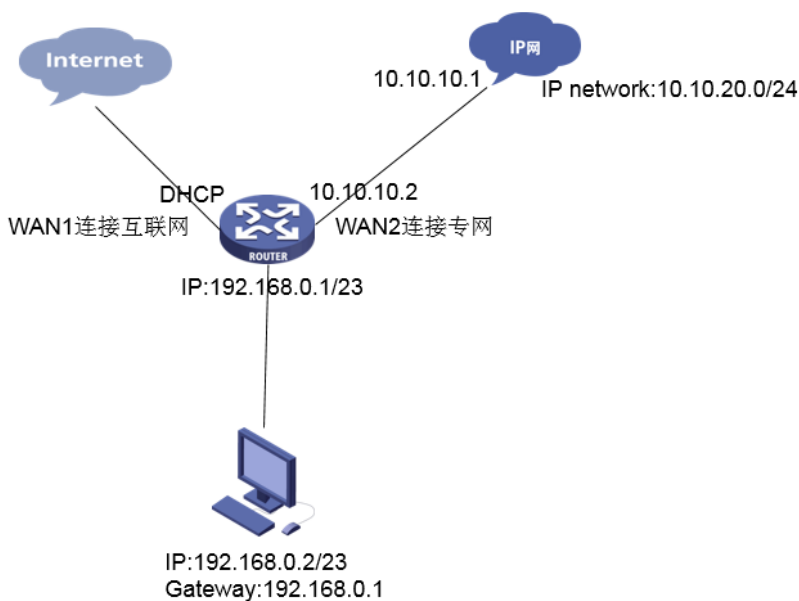 Internet
IP网
10.10.10.1
IP network:10.10.20.0/24
DHCP
10.10.10.2
WAN1连接互联网
WAN2连接专网
ROUTER
IP:192.168.0.1/23
IP:192.168.0.2/23
Gateway:192.168.0.1